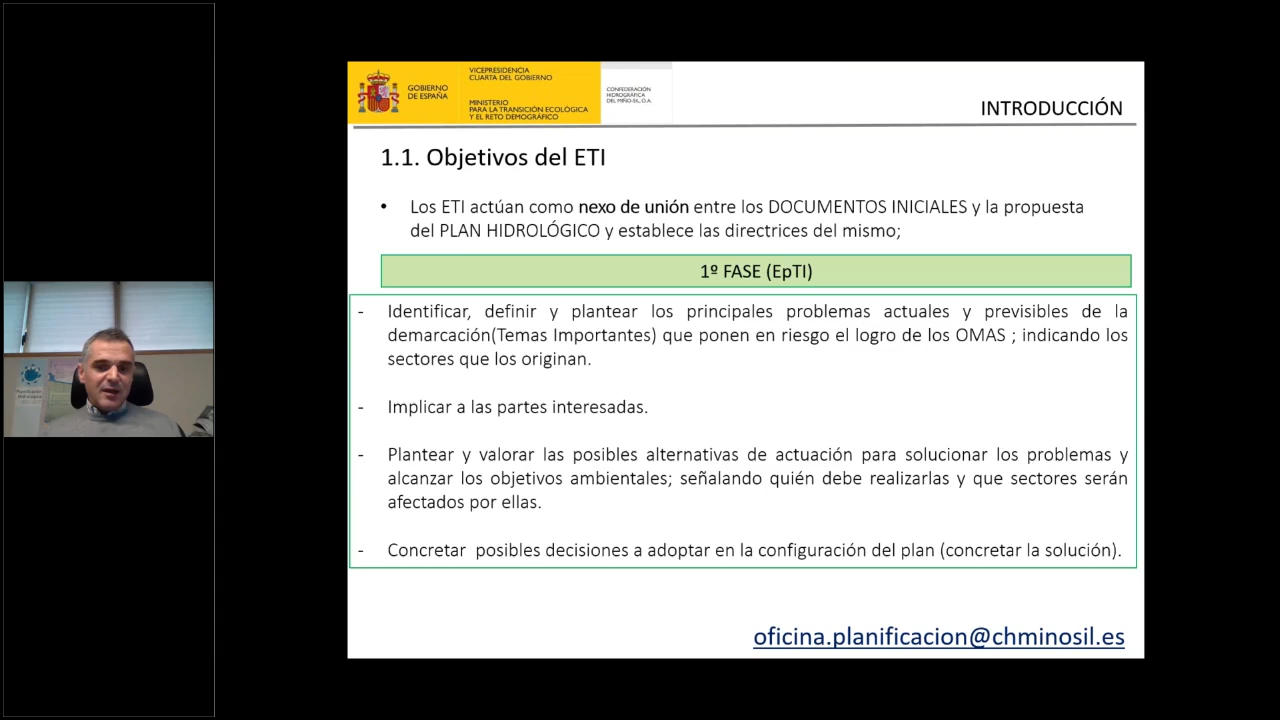 GOBIERNO
DE ESPAÑA
VICEPRESIDENCIA
CUARTA DEL GOBIERNO
MINISTERIO
PARA LA TRANSICIÓN ECOLÓGICA
Y EL RETO DEMOGRÁFICO
CONFEDERACIÓN
HIDROGRÁFICA
DEL MIÑO-SIL, O.A.
INTRODUCCIÓN
1.1. Objetivos del ETI
• Los ETI actúan como nexo de unión entre los DOCUMENTOS INICIALES y la propuesta
del PLAN HIDROLÓGICO y establece las directrices del mismo;
1º FASE (EpTI)
- Identificar, definir y plantear los principales problemas actuales y previsibles de la
demarcación(Temas Importantes) que ponen en riesgo el logro de los OMAS ; indicando los
sectores que los originan.
- Implicar a las partes interesadas.
- Plantear y valorar las posibles alternativas de actuación para solucionar los problemas y
alcanzar los objetivos ambientales; señalando quién debe realizarlas y que sectores serán
afectados por ellas.
- Concretar posibles decisiones a adoptar en la configuración del plan (concretar la solución).
oficina.planificacion@chminosil.es
Planificación
Hidrológica